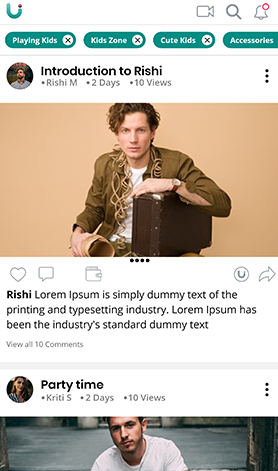 Playing Kids Kids Zone Cute Kids Accessories
Introduction to Rishi
•Rishi M •2 Days •10 Views
Rishi Lorem Ipsum is simply dummy text of the
printing and typesetting industry. Lorem Ipsum has
been the industry's standard dummy text
View all 10 Comments
Party time
•Kriti S •2 Days •10 Views